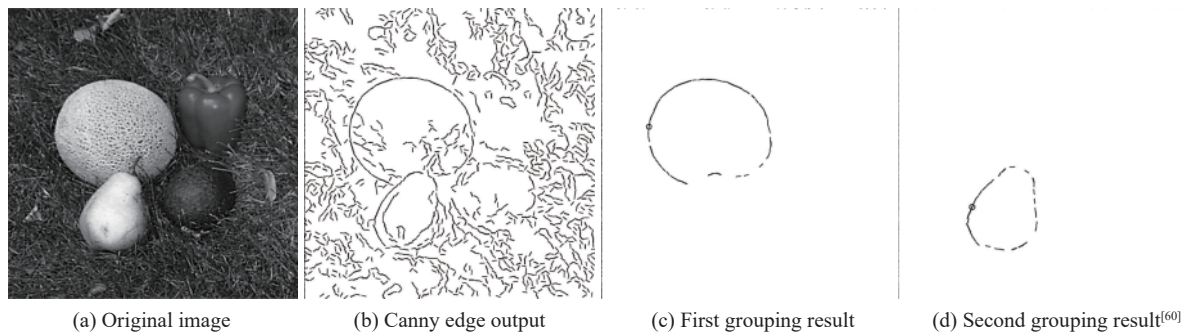 (a) Original image
(b) Canny edge output
(c) First grouping result
(d) Second grouping result[60]